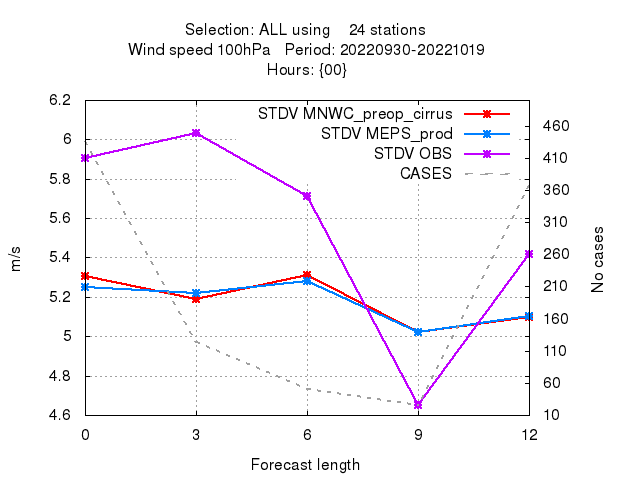 Selection: ALL using    24 stations
Wind speed 100hPa   Period: 20220930-20221019
Hours: {00}
STDV MNWC_preop_cirrus
STDV MEPS_prod
STDV OBS
CASES
6.2
6
5.8
5.6
5.4
5.2
5
4.8
4.6
m/s
460
410
360
310
260
210
160
110
60
10
No cases
0 3 6 9 12
Forecast length